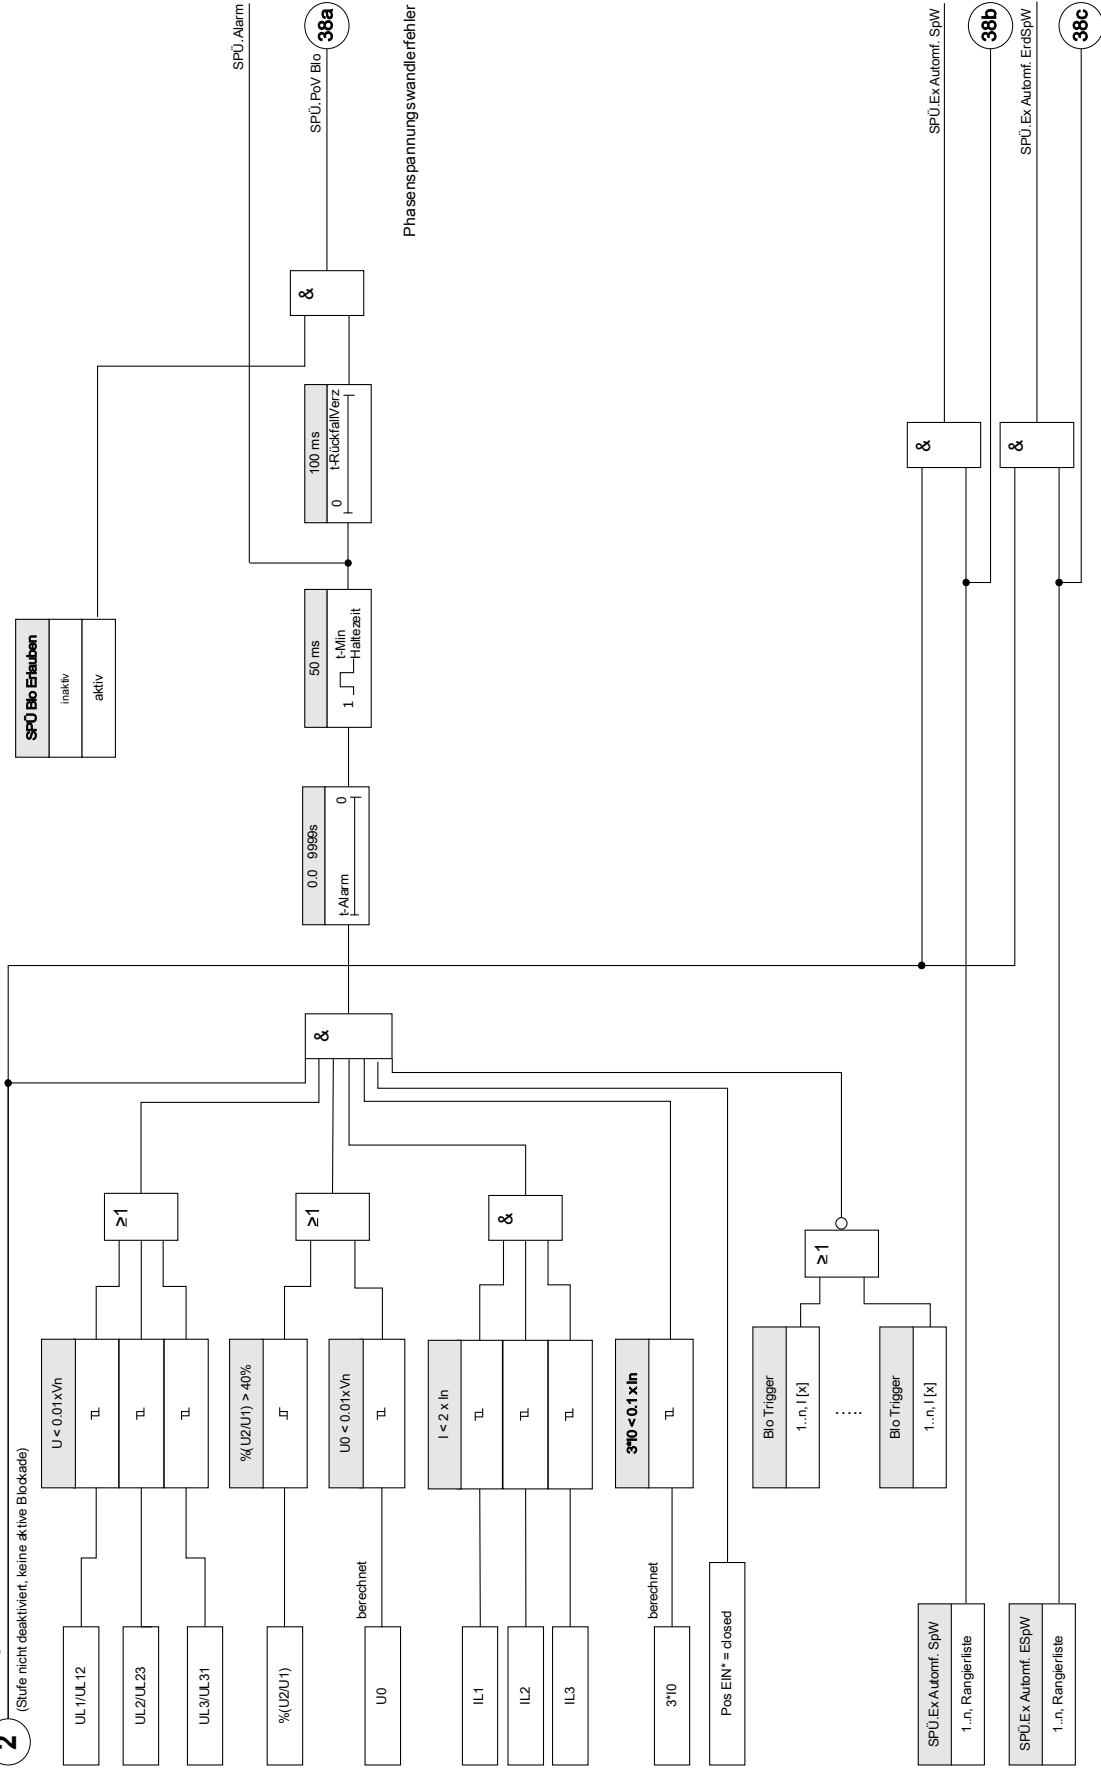 2
(Stufe nicht deaktiviert, keine aktive Blockade)
UL1/UL12
UL2/UL23
UL3/UL31
U < 0.01xVn
≥1
%(U2/U1)
%(U2/U1) > 40%
U0
berechnet
U0 < 0.01xVn
≥1
IL1
IL2
IL3
I < 2 x In
&
3*I0
berechnet
3*I0 < 0.1 x In
Pos EIN* = closed
Blo Trigger
1..n, I [x]
.....
Blo Trigger
1..n, I [x]
≥1
&
0.0 9999s
t-Alarm
0
50 ms
1
t-Min
Haltezeit
100 ms
0
t-RückfallVerz
SPÜ Blo Erlauben
inaktiv
aktiv
&
SPÜ.Alarm
SPÜ.PoV Blo
38a
Phasenspannungswandlerfehler
SPÜ.Ex Automf. SpW
1..n, Rangierliste
&
SPÜ.Ex Automf. SpW
38b
SPÜ.Ex Automf. ESpW
1..n, Rangierliste
&
SPÜ.Ex Automf. ErdSpW
38c